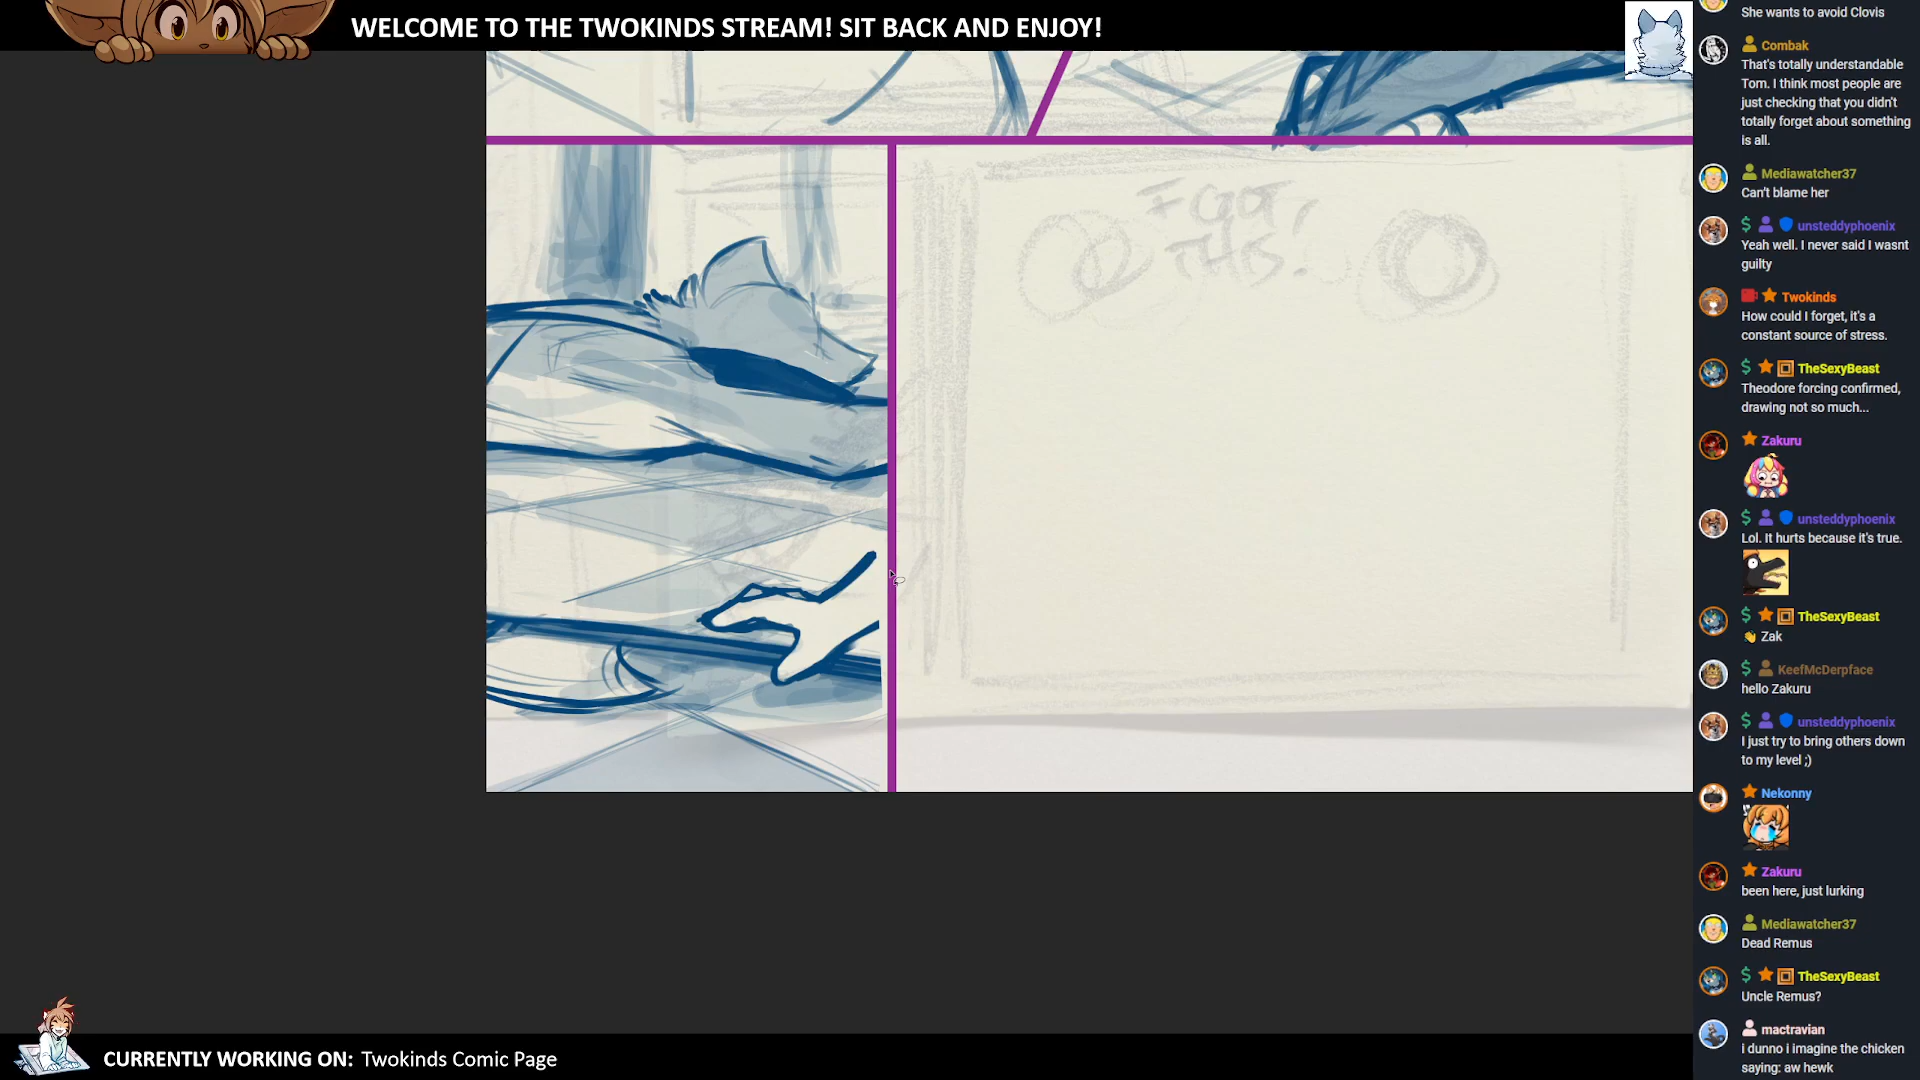 WELCOME TO THE TWOKINDS STREAM! SIT BACK AND ENJOY!
I GOT
THIS!
She wants to avoid Clovis
Combak
That's totally understandable
Tom. I think most people are
just checking that you didn't
totally forget about something
is all.
Mediawatcher37
Can't blame her
unsteddyphoenix
Yeah well. I never said I wasnt
guilty
Twokinds
How could I forget, it's a
constant source of stress.
TheSexyBeast
Theodore forcing confirmed,
drawing not so much...
Zakuru
unsteddyphoenix
Lol. It hurts because it's true.
TheSexyBeast
Zak
KeefMcDerpface
hello Zakuru
unsteddyphoenix
I just try to bring others down
to my level ;)
Nekonny
Zakuru
been here, just lurking
Mediawatcher37
Dead Remus
TheSexyBeast
Uncle Remus?
mactravian
i dunno i imagine the chicken
saying: aw hewk
CURRENTLY WORKING ON: Twokinds Comic Page